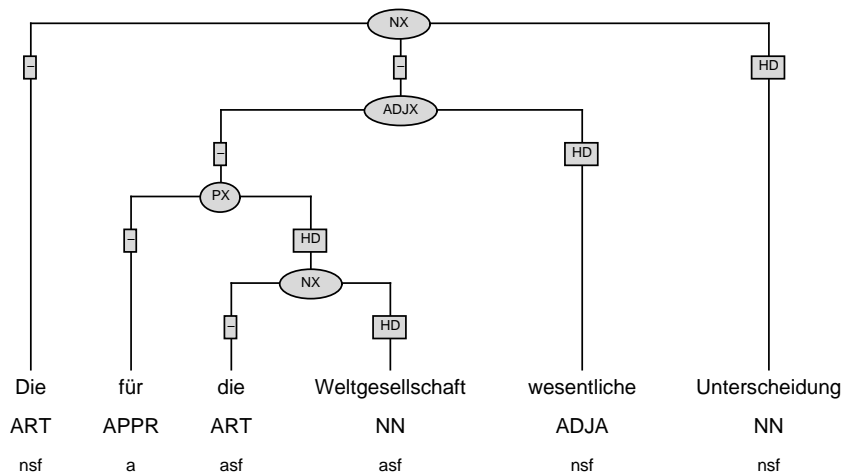 NX
– – HD
ADJX
– HD
PX
– HD
NX
– HD
Die für die Weltgesellschaft wesentliche Unterscheidung
ART APPR ART NN ADJA NN
nsf a asf asf nsf nsf